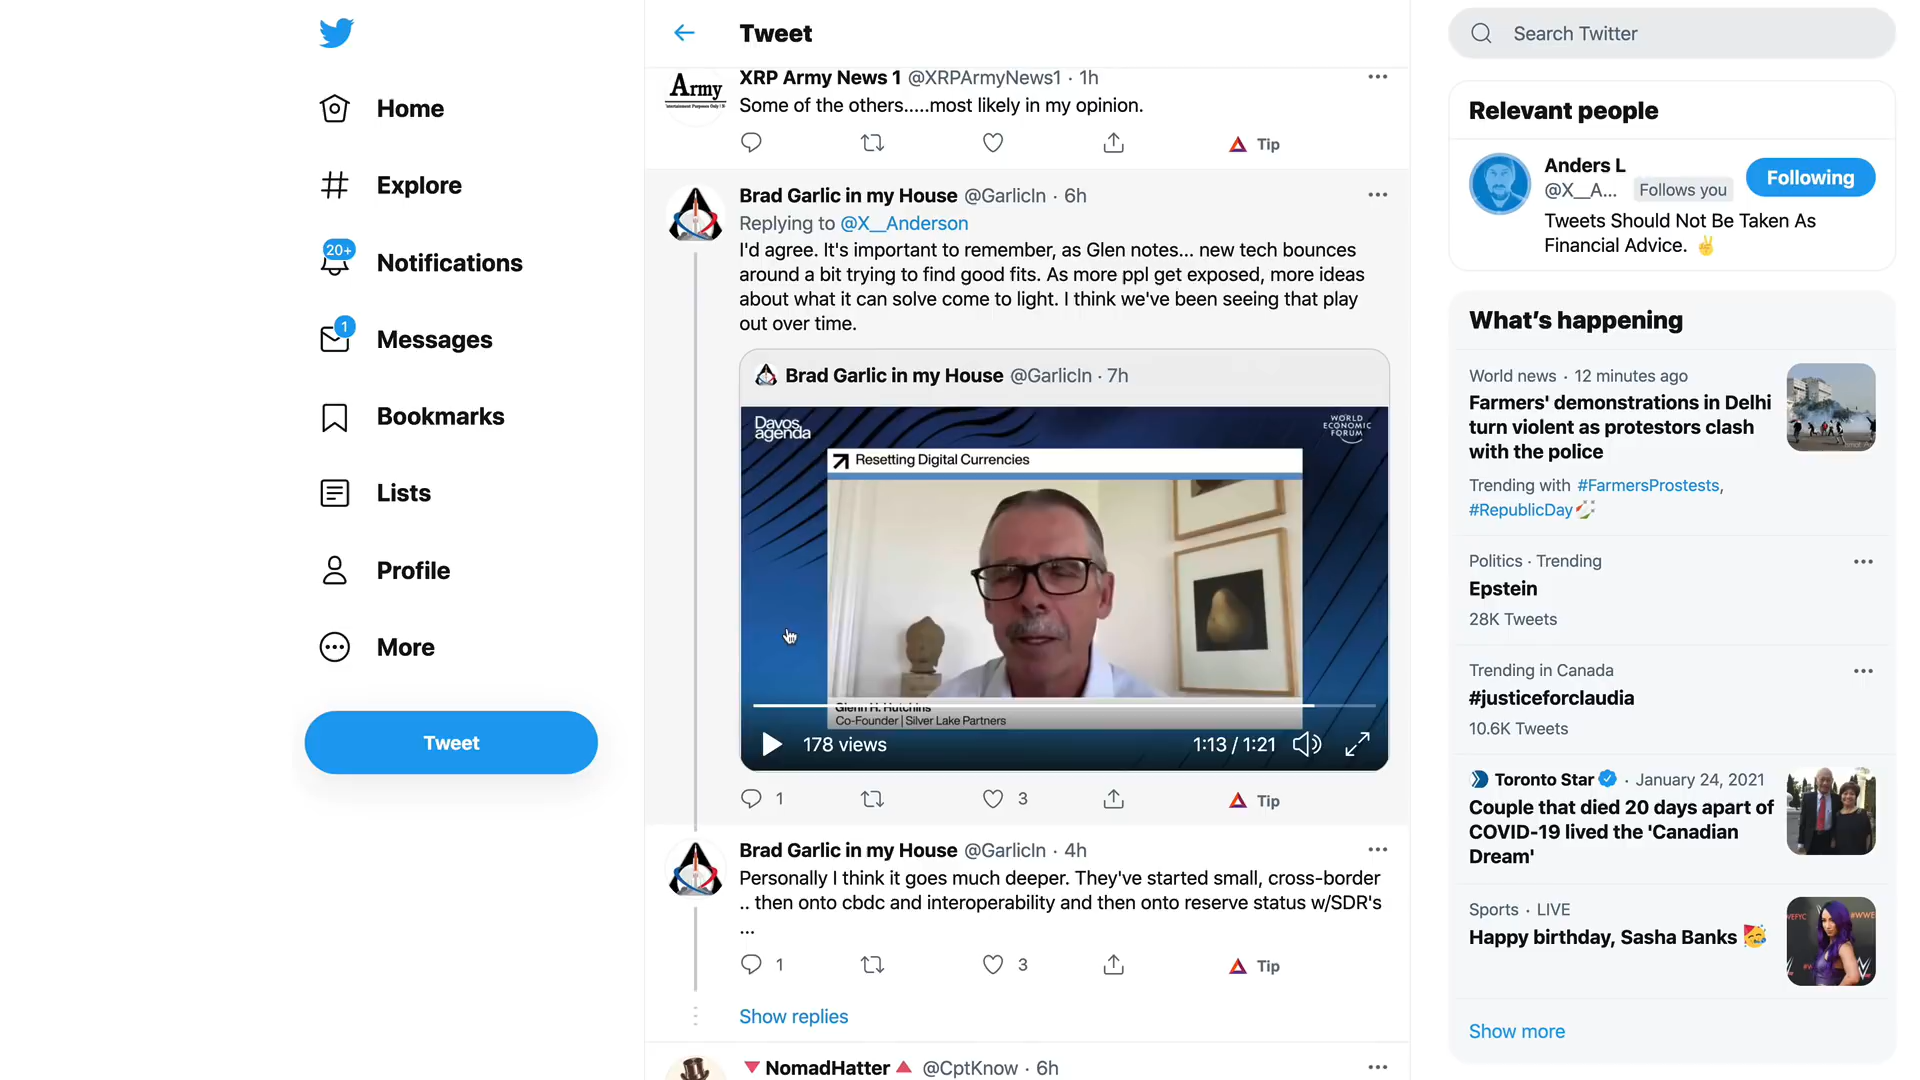 Tweet
Search Twitter
Home
Explore
20+
Notifications
1
Messages
Bookmarks
Lists
Profile
More
Tweet
Army
XRP Army News 1 @XRPArmyNews1 · 1h
Some of the others.....most likely in my opinion.
Tip
Brad Garlic in my House @GarlicIn · 6h
Replying to @X__Anderson
I'd agree. It's important to remember, as Glen notes... new tech bounces
around a bit trying to find good fits. As more ppl get exposed, more ideas
about what it can solve come to light. I think we've been seeing that play
out over time.
Brad Garlic in my House @GarlicIn · 7h
Davos
agenda
WORLD
ECONOMIC
FORUM
Resetting Digital Currencies
Glenn H. Hutchins
Co-Founder | Silver Lake Partners
178 views
1:13 / 1:21
1
3
Tip
Brad Garlic in my House @GarlicIn · 4h
Personally I think it goes much deeper. They've started small, cross-border
.. then onto cbdc and interoperability and then onto reserve status w/SDR's
...
1
3
Tip
Show replies
NomadHatter @CptKnow · 6h
Relevant people
Anders L
@X__A... Follows you
Following
Tweets Should Not Be Taken As
Financial Advice.
What's happening
World news · 12 minutes ago
Farmers' demonstrations in Delhi
turn violent as protestors clash
with the police
Trending with #FarmersProstests,
#RepublicDay
Politics · Trending
Epstein
28K Tweets
Trending in Canada
#justiceforclaudia
10.6K Tweets
Toronto Star · January 24, 2021
Couple that died 20 days apart of
COVID-19 lived the 'Canadian
Dream'
Sports · LIVE
Happy birthday, Sasha Banks
Show more